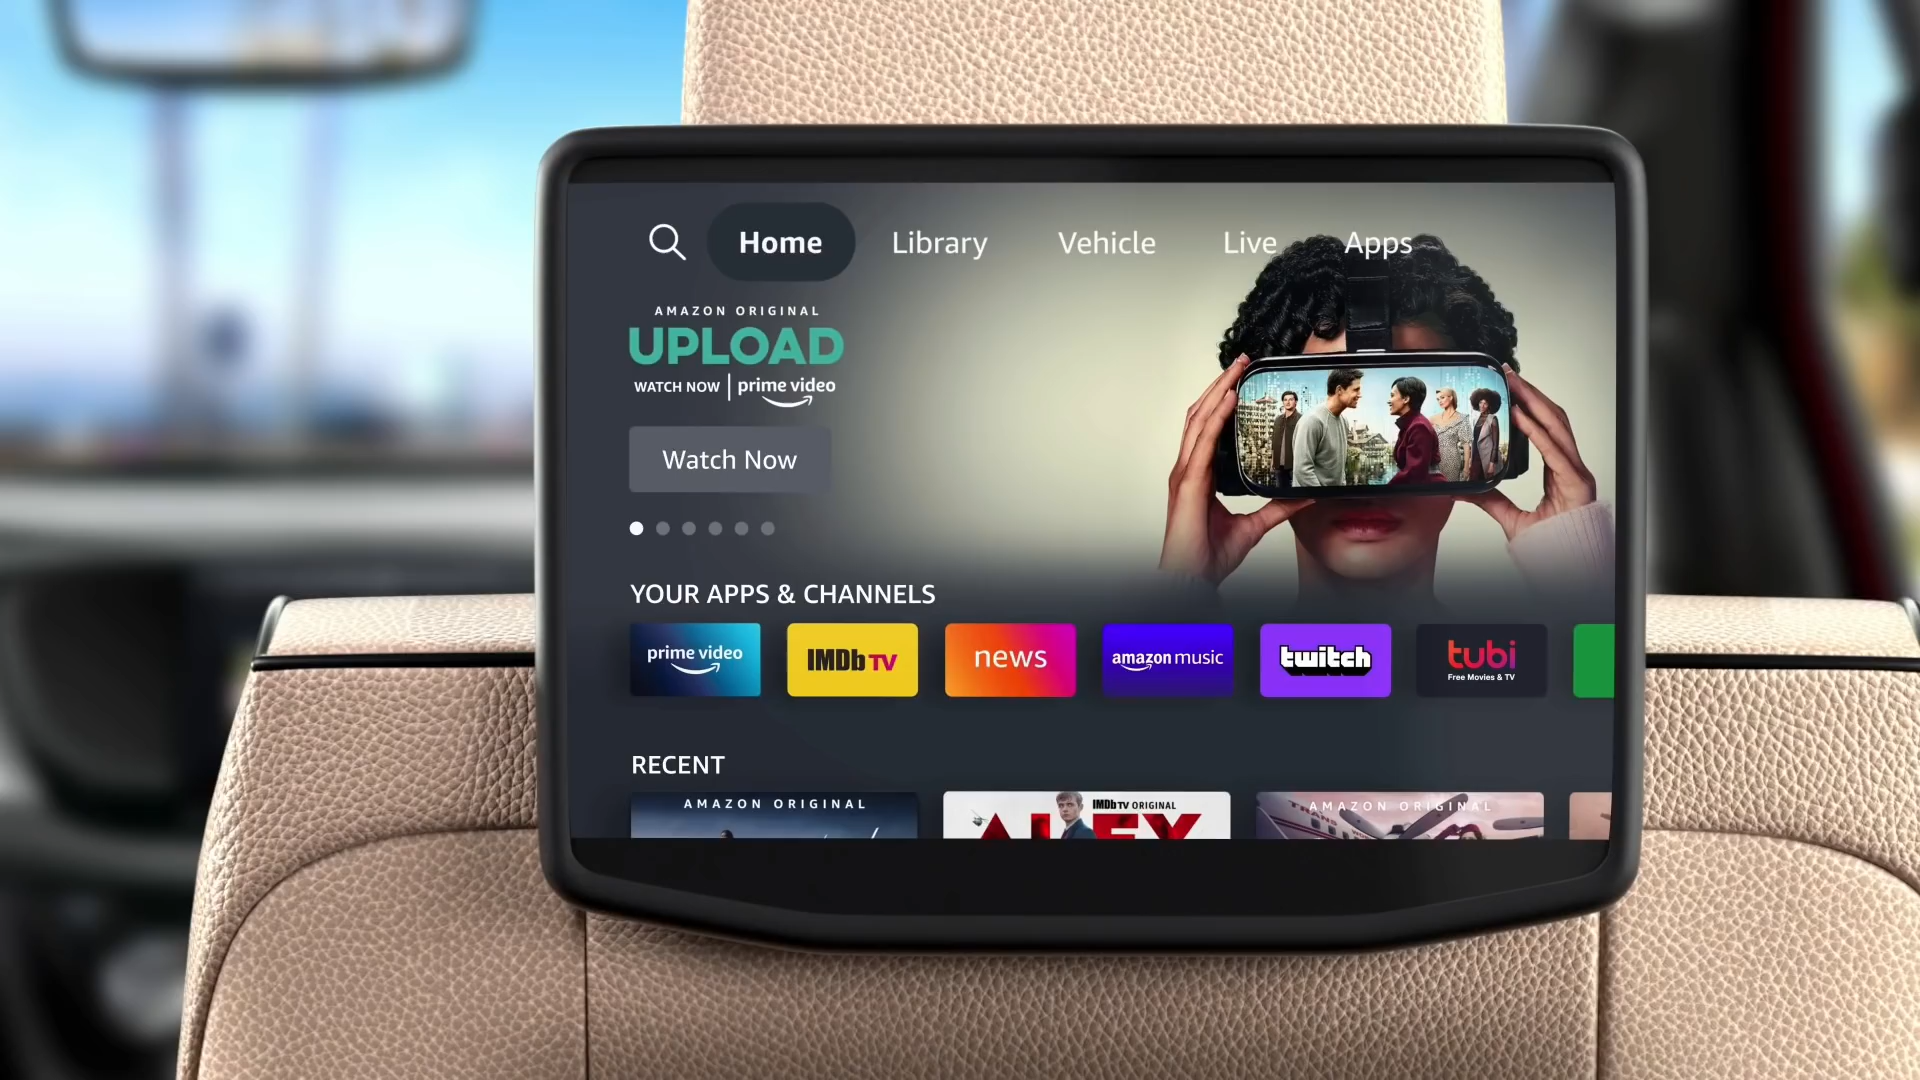 Home Library Vehicle Live Apps
AMAZON ORIGINAL
UPLOAD
WATCH NOW | prime video
Watch Now
YOUR APPS & CHANNELS
prime video
IMDb TV
news
amazon music
twitch
tubi
Free Movies & TV
RECENT
AMAZON ORIGINAL
IMDb TV ORIGINAL
ALEX
AMAZON ORIGINAL